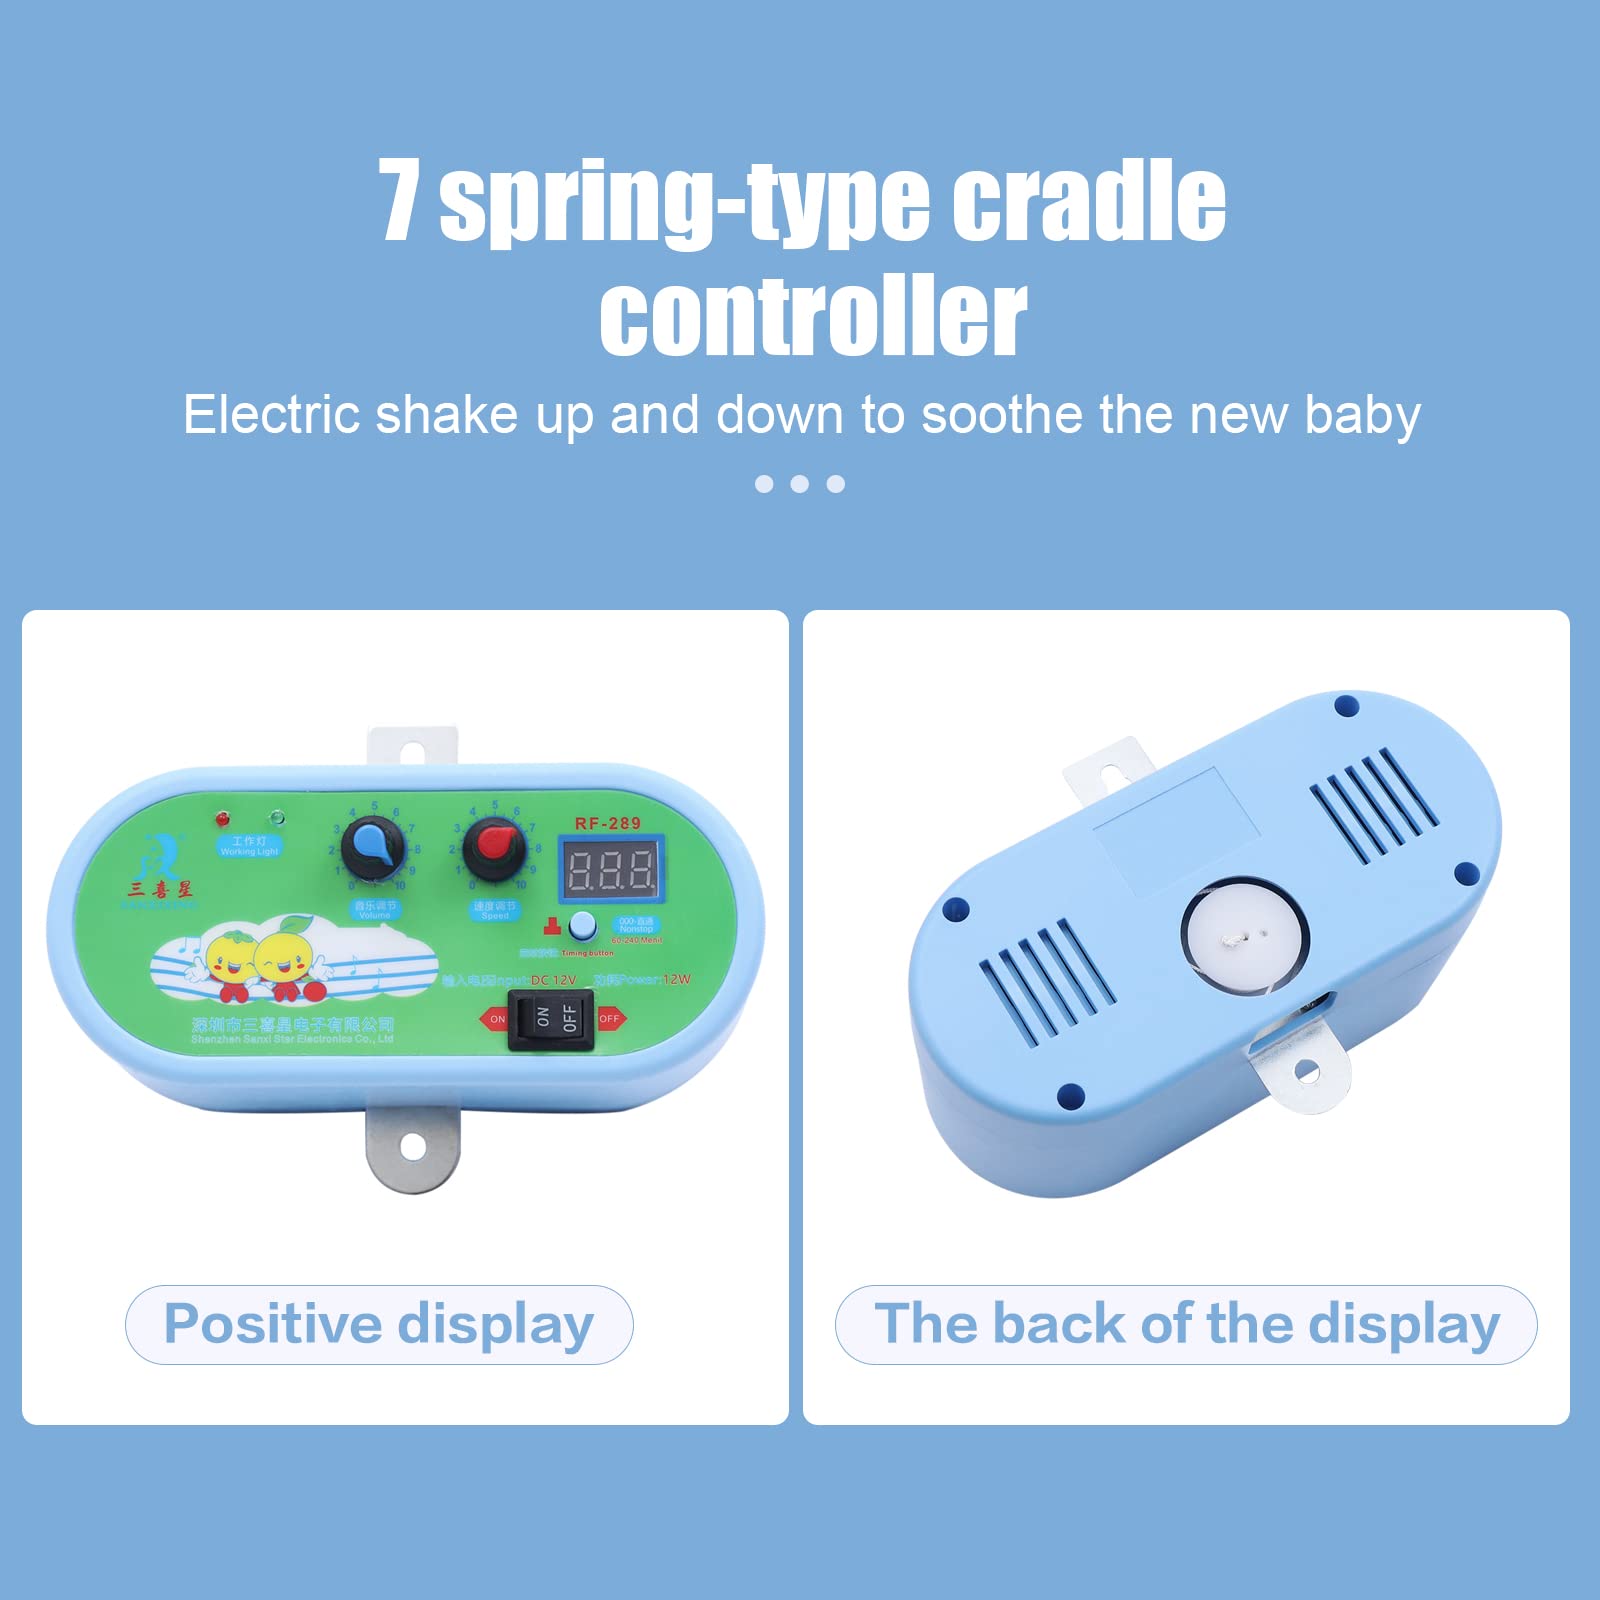 7 spring-type cradle
controller
Electric shake up and down to soothe the new baby
三喜星
工作灯
Working Light
0 1 2 3 4 5 6 7 8 9 10
音乐调节
Volume
0 1 2 3 4 5 6 7 8 9 10
速度调节
Speed
RF-289
8.8.8.
000-直通
Nonstop
60-240 Menit
Timing button
输入电压Input:DC 12V 功耗Power:12W
ON ON OFF OFF
深圳市三喜星电子有限公司
Shenzhen Sanxi Star Electronics Co., Ltd
Positive display
The back of the display